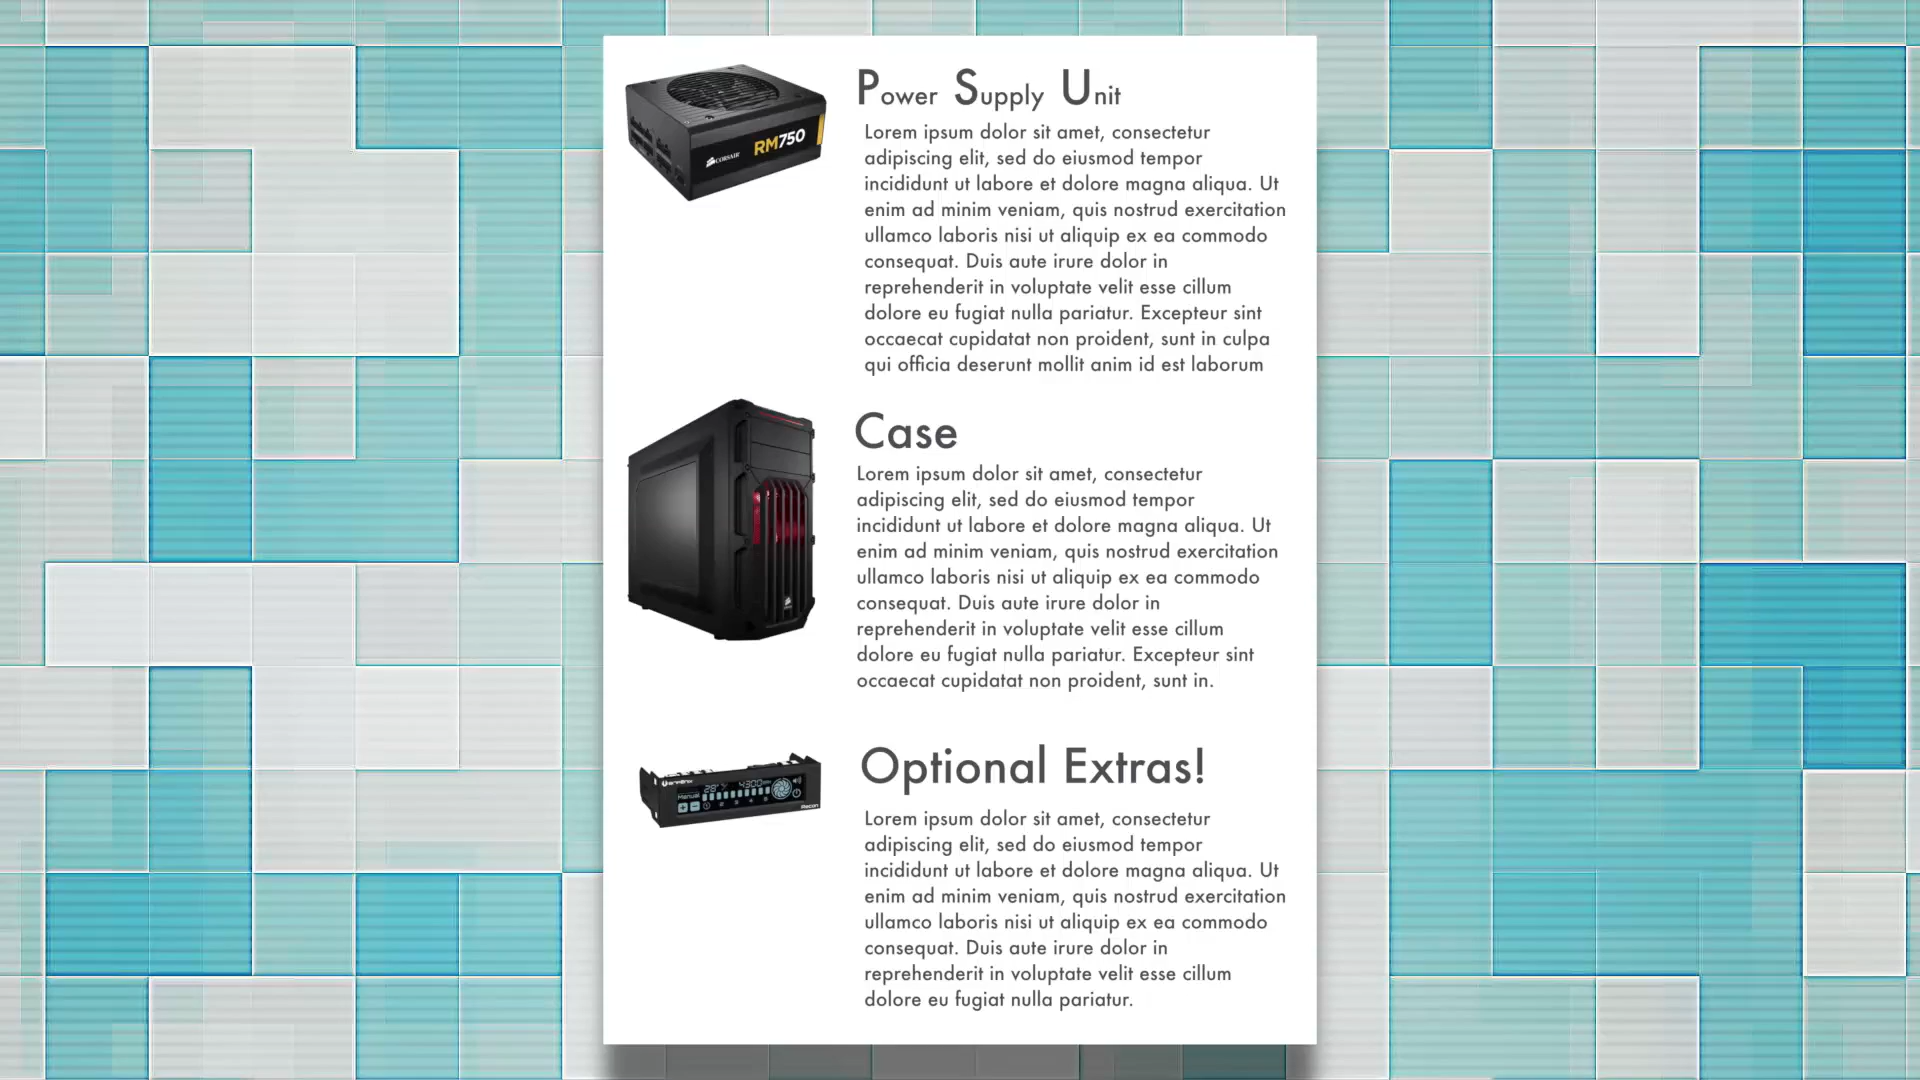 Power Supply Unit
Lorem ipsum dolor sit amet, consectetur
adipiscing elit, sed do eiusmod tempor
incididunt ut labore et dolore magna aliqua. Ut
enim ad minim veniam, quis nostrud exercitation
ullamco laboris nisi ut aliquip ex ea commodo
consequat. Duis aute irure dolor in
reprehenderit in voluptate velit esse cillum
dolore eu fugiat nulla pariatur. Excepteur sint
occaecat cupidatat non proident, sunt in culpa
qui officia deserunt mollit anim id est laborum
CORSAIR RM750
Case
Lorem ipsum dolor sit amet, consectetur
adipiscing elit, sed do eiusmod tempor
incididunt ut labore et dolore magna aliqua. Ut
enim ad minim veniam, quis nostrud exercitation
ullamco laboris nisi ut aliquip ex ea commodo
consequat. Duis aute irure dolor in
reprehenderit in voluptate velit esse cillum
dolore eu fugiat nulla pariatur. Excepteur sint
occaecat cupidatat non proident, sunt in.
Optional Extras!
Lorem ipsum dolor sit amet, consectetur
adipiscing elit, sed do eiusmod tempor
incididunt ut labore et dolore magna aliqua. Ut
enim ad minim veniam, quis nostrud exercitation
ullamco laboris nisi ut aliquip ex ea commodo
consequat. Duis aute irure dolor in
reprehenderit in voluptate velit esse cillum
dolore eu fugiat nulla pariatur.
28 4300
Manual
Recon